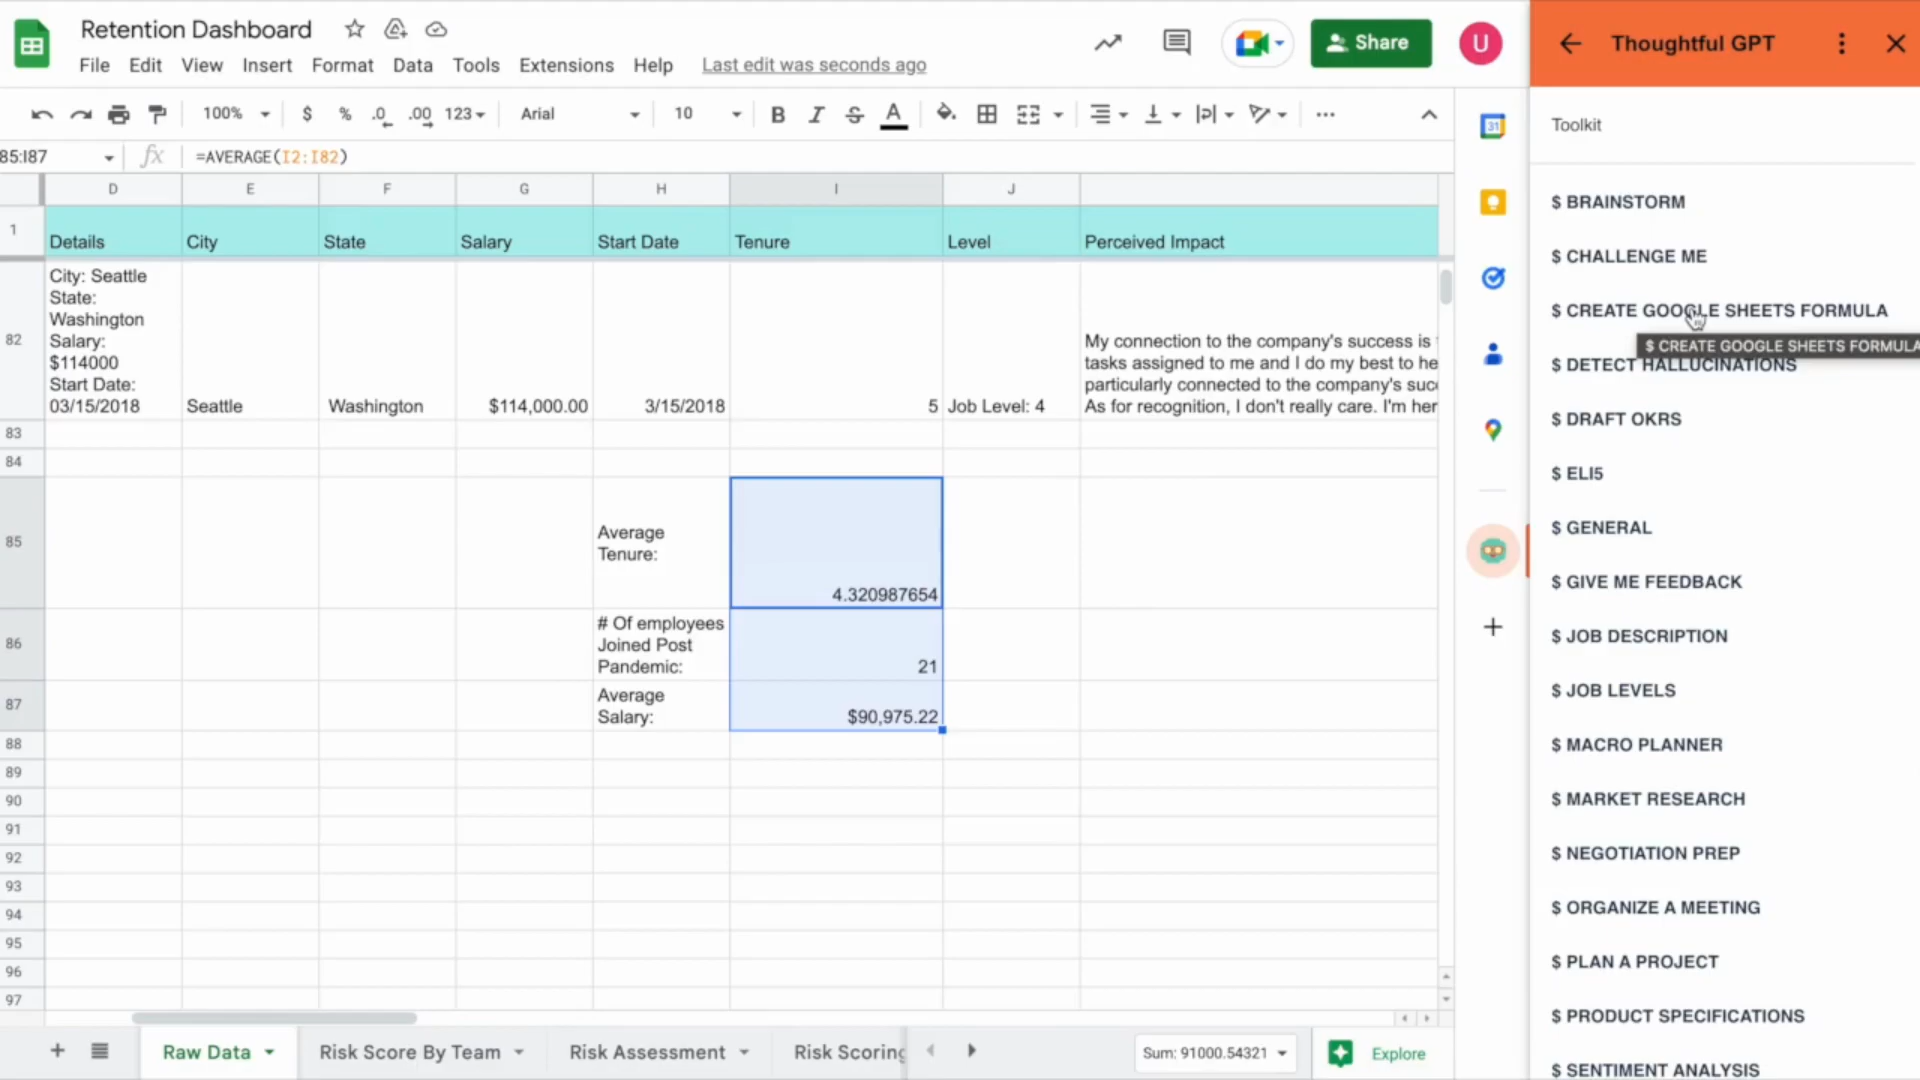 Retention Dashboard
File Edit View Insert Format Data Tools Extensions Help Last edit was seconds ago
Share
U
Thoughtful GPT
100% $ % .0 .00 123 Arial 10 B I S A
85:I87
fx =AVERAGE(I2:I82)
D E F G H I J
1 Details City State Salary Start Date Tenure Level Perceived Impact
82
City: Seattle
State:
Washington
Salary:
$114000
Start Date:
03/15/2018
Seattle Washington $114,000.00 3/15/2018 5 Job Level: 4
My connection to the company's success is
tasks assigned to me and I do my best to he
particularly connected to the company's suc
As for recognition, I don't really care. I'm her
83
84
85
Average
Tenure:
4.320987654
86
# Of employees
Joined Post
Pandemic:
21
87
Average
Salary:
$90,975.22
88
89
90
91
92
93
94
95
96
97
Raw Data Risk Score By Team Risk Assessment Risk Scoring
Sum: 91000.54321
Explore
31
Toolkit
$ BRAINSTORM
$ CHALLENGE ME
$ CREATE GOOGLE SHEETS FORMULA
$ CREATE GOOGLE SHEETS FORMULA
$ DETECT HALLUCINATIONS
$ DRAFT OKRS
$ ELI5
$ GENERAL
$ GIVE ME FEEDBACK
$ JOB DESCRIPTION
$ JOB LEVELS
$ MACRO PLANNER
$ MARKET RESEARCH
$ NEGOTIATION PREP
$ ORGANIZE A MEETING
$ PLAN A PROJECT
$ PRODUCT SPECIFICATIONS
$ SENTIMENT ANALYSIS